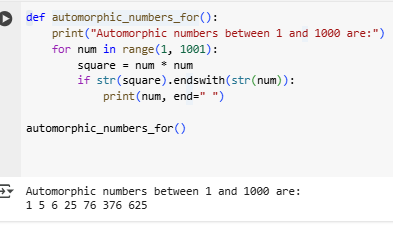 def automorphic_numbers_for():
    print("Automorphic numbers between 1 and 1000 are:")
    for num in range(1, 1001):
        square = num * num
        if str(square).endswith(str(num)):
            print(num, end=" ")
automorphic_numbers_for()
Automorphic numbers between 1 and 1000 are:
1 5 6 25 76 376 625